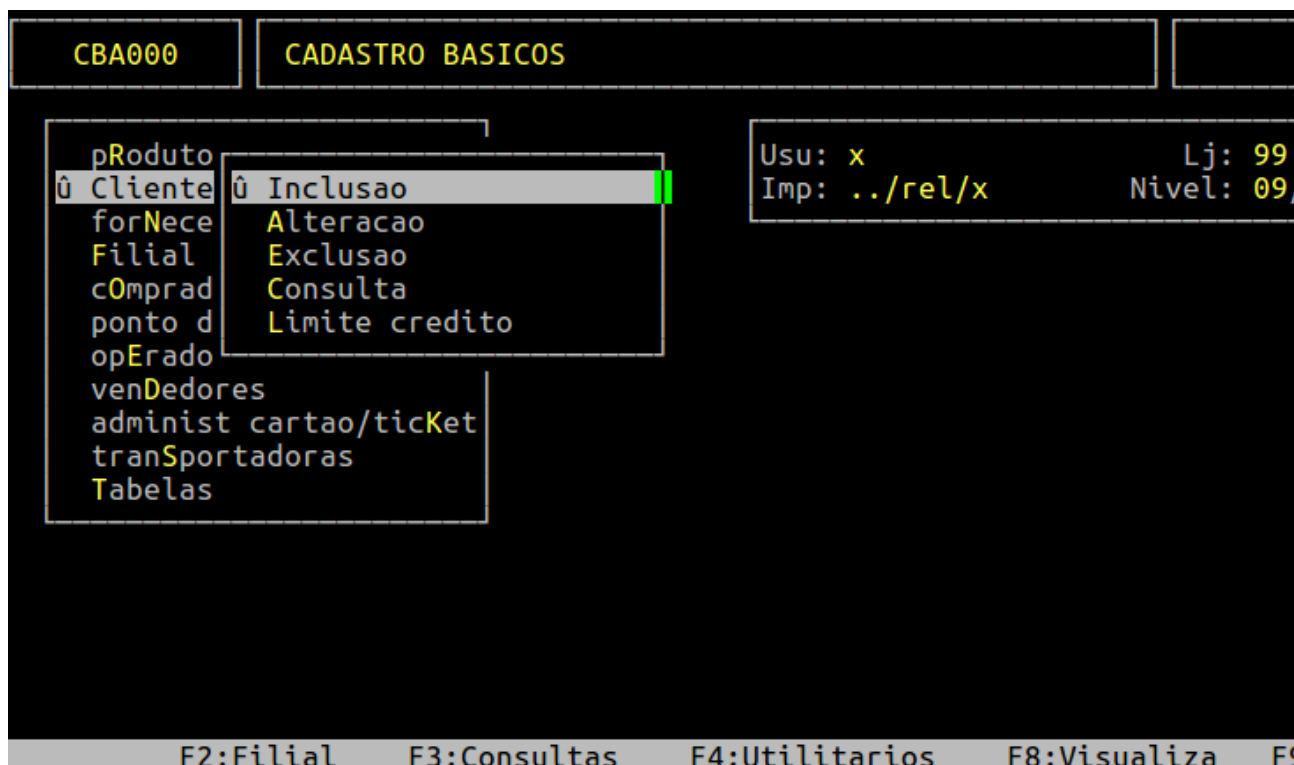 CBA000 CADASTRO BASICOS
pRoduto
Usu: x Lj: 99
û Cliente û Inclusao
Imp: ../rel/x Nivel: 09/
forNece Alteracao
Filial Exclusao
cOmprad Consulta
ponto d Limite credito
opErado
venDedores
administ cartao/ticKet
tranSportadoras
Tabelas
F2:Filial F3:Consultas F4:Utilitarios F8:Visualiza F9